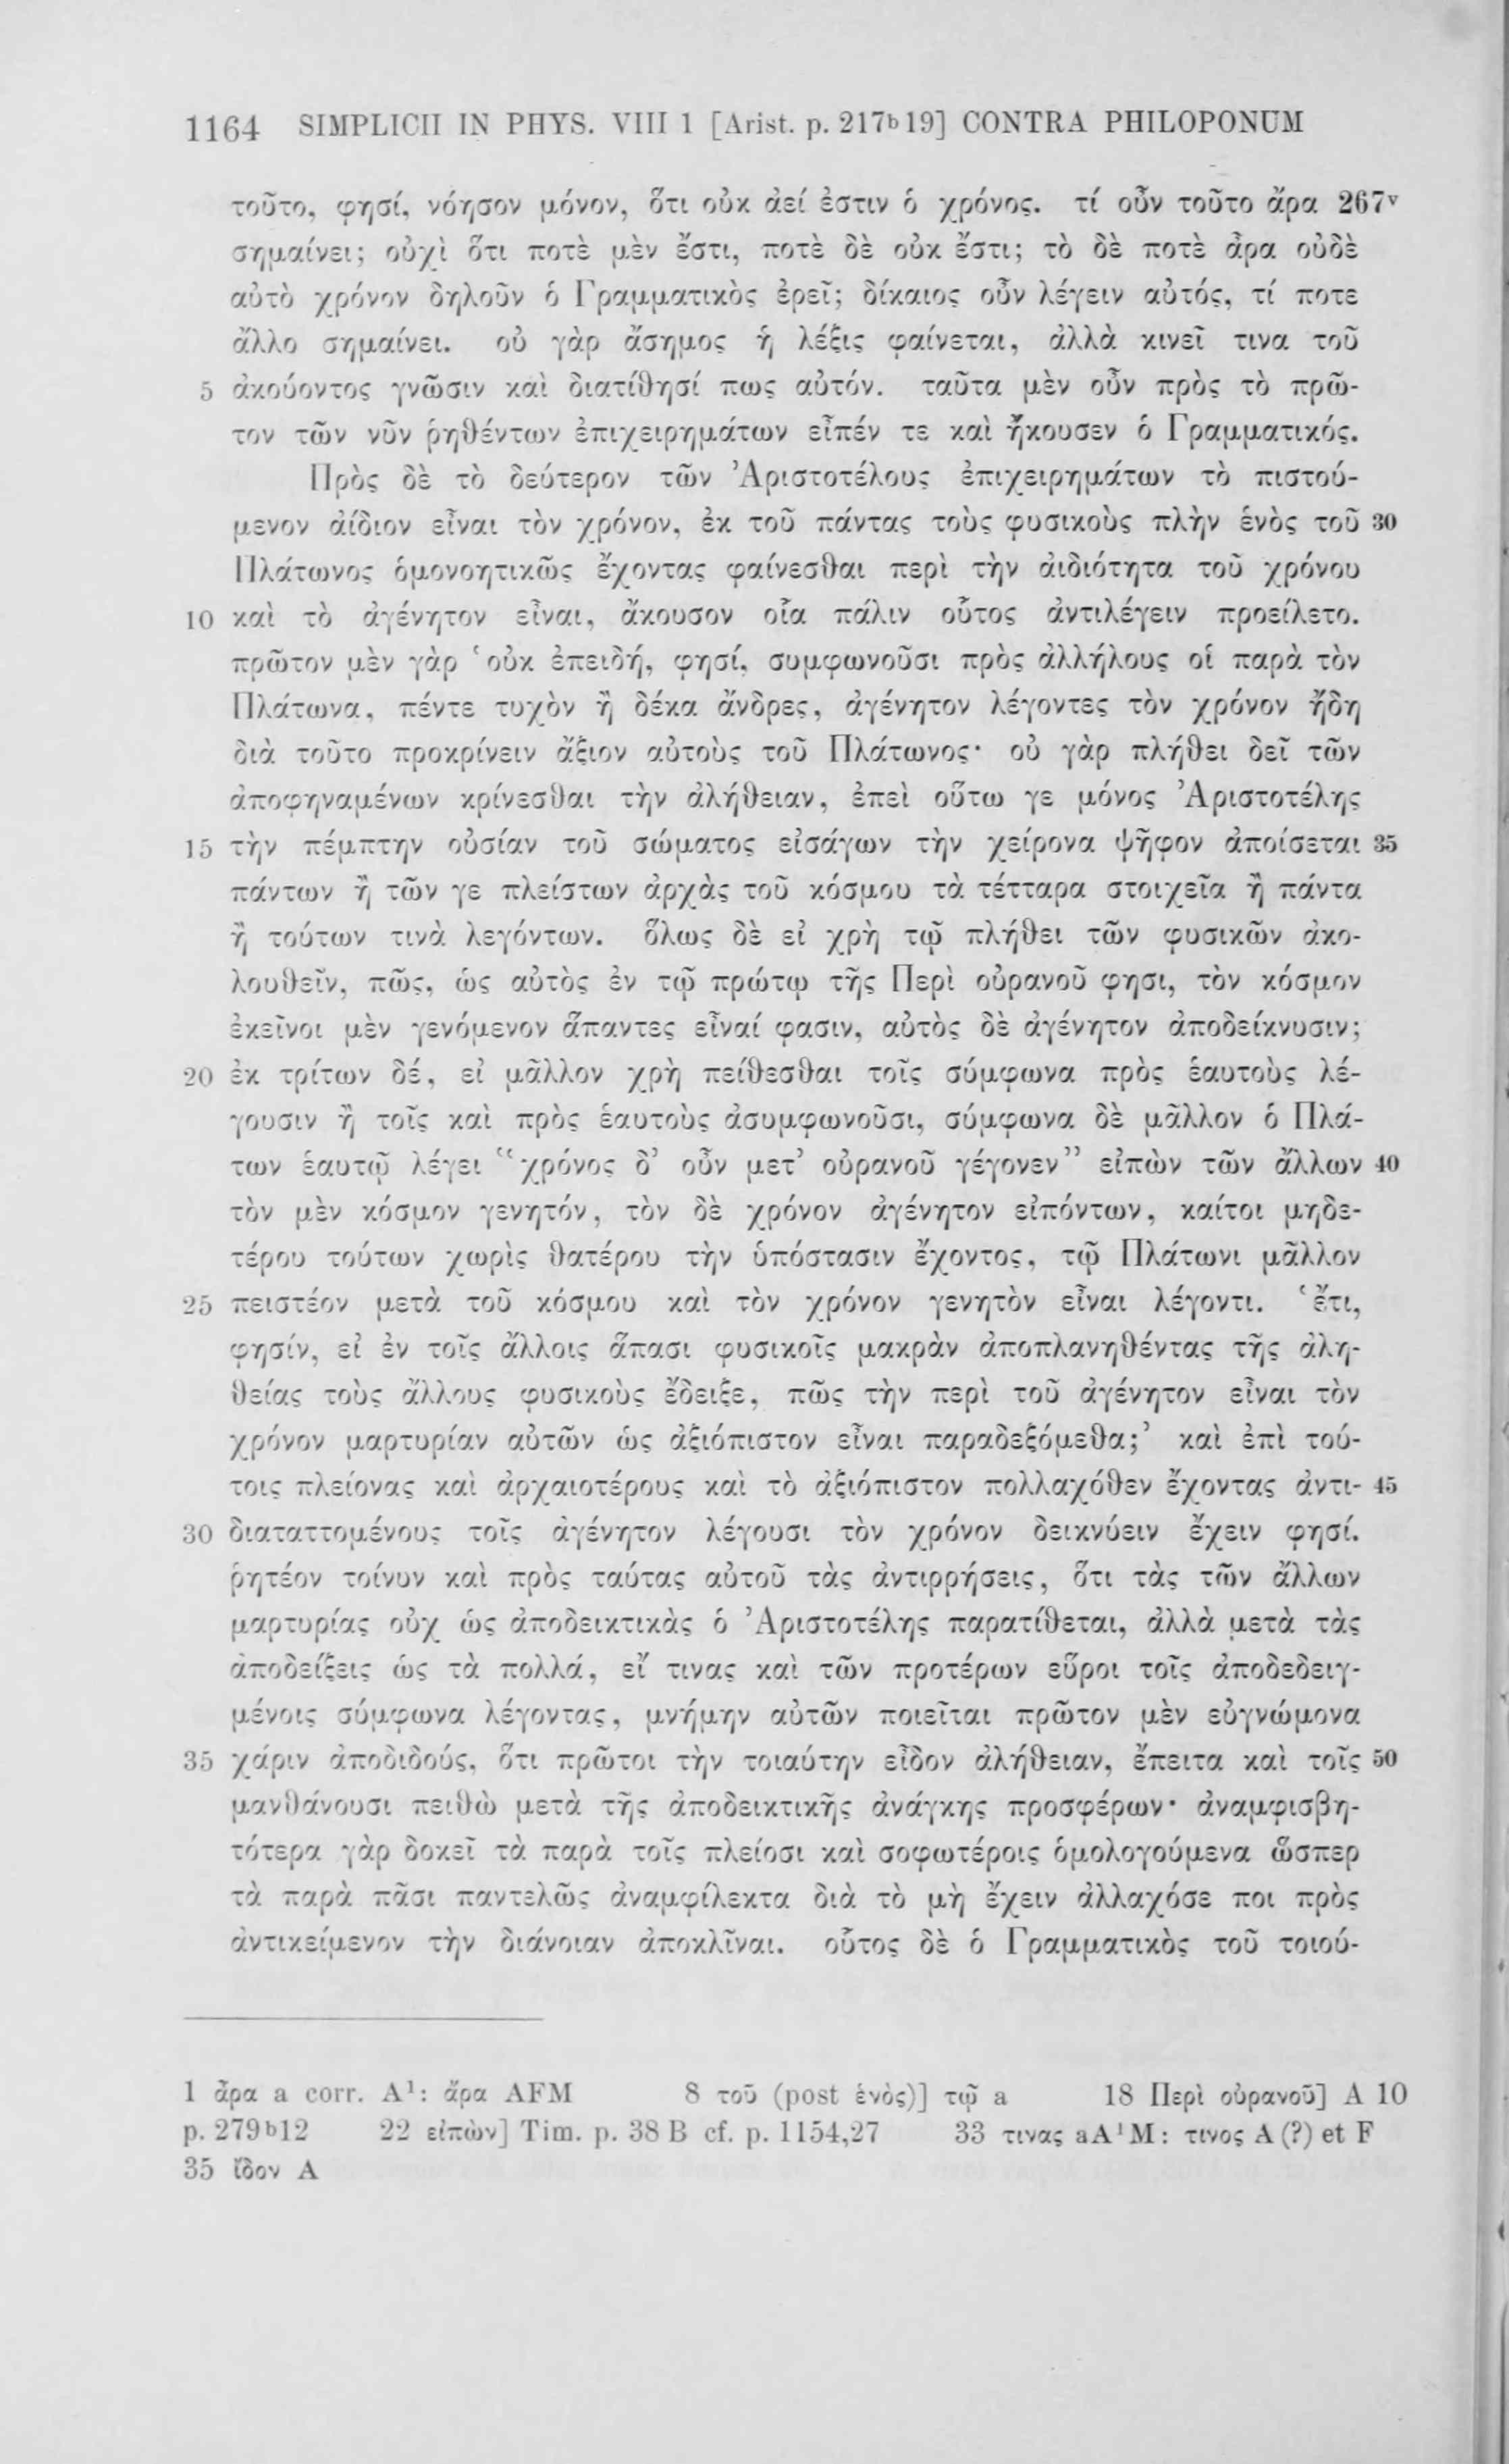 1164 SIMPLICII IN PHYS. VIII 1 [Arist. p. 217b19] CONTRA PHILOPONUM
τοῦτο, φησί, νόησον μόνον, ὅτι οὐκ ἀεί ἐστιν ὁ χρόνος. τί οὖν τοῦτο ἄρα 267v
σημαίνει; οὐχὶ ὅτι ποτὲ μὲν ἔστι, ποτὲ δὲ οὐκ ἔστι; τὸ δὲ ποτὲ ἆρα οὐδὲ
αὐτὸ χρόνον δηλοῦν ὁ Γραμματικὸς ἐρεῖ; δίκαιος οὖν λέγειν αὐτός, τί ποτε
ἄλλο σημαίνει. οὐ γὰρ ἄσημος ἡ λέξις φαίνεται, ἀλλὰ κινεῖ τινα τοῦ
5 ἀκούοντος γνῶσιν καὶ διατίθησί πως αὐτόν. ταῦτα μὲν οὖν πρὸς τὸ πρῶ-
τον τῶν νῦν ῥηθέντων ἐπιχειρημάτων εἶπέν τε καὶ ἤκουσεν ὁ Γραμματικός.
Πρὸς δὲ τὸ δεύτερον τῶν Ἀριστοτέλους ἐπιχειρημάτων τὸ πιστού-
μενον ἀίδιον εἶναι τὸν χρόνον, ἐκ τοῦ πάντας τοὺς φυσικοὺς πλὴν ἑνὸς τοῦ 30
Πλάτωνος ὁμονοητικῶς ἔχοντας φαίνεσθαι περὶ τὴν ἀιδιότητα τοῦ χρόνου
10 καὶ τὸ ἀγένητον εἶναι, ἄκουσον οἷα πάλιν οὗτος ἀντιλέγειν προείλετο.
πρῶτον μὲν γὰρ ‘οὐκ ἐπειδή, φησί, συμφωνοῦσι πρὸς ἀλλήλους οἱ παρὰ τὸν
Πλάτωνα, πέντε τυχὸν ἢ δέκα ἄνδρες, ἀγένητον λέγοντες τὸν χρόνον ἤδη
διὰ τοῦτο προκρίνειν ἄξιον αὐτοὺς τοῦ Πλάτωνος· οὐ γὰρ πλήθει δεῖ τῶν
ἀποφηναμένων κρίνεσθαι τὴν ἀλήθειαν, ἐπεὶ οὕτω γε μόνος Ἀριστοτέλης
15 τὴν πέμπτην οὐσίαν τοῦ σώματος εἰσάγων τὴν χείρονα ψῆφον ἀποίσεται 35
πάντων ἢ τῶν γε πλείστων ἀρχὰς τοῦ κόσμου τὰ τέτταρα στοιχεῖα ἢ πάντα
ἢ τούτων τινὰ λεγόντων. ὅλως δὲ εἰ χρὴ τῷ πλήθει τῶν φυσικῶν ἀκο-
λουθεῖν, πῶς, ὡς αὐτὸς ἐν τῷ πρώτῳ τῆς Περὶ οὐρανοῦ φησι, τὸν κόσμον
ἐκεῖνοι μὲν γενόμενον ἅπαντες εἶναί φασιν, αὐτὸς δὲ ἀγένητον ἀποδείκνυσιν;
20 ἐκ τρίτων δέ, εἰ μᾶλλον χρὴ πείθεσθαι τοῖς σύμφωνα πρὸς ἑαυτοὺς λέ-
γουσιν ἢ τοῖς καὶ πρὸς ἑαυτοὺς ἀσυμφωνοῦσι, σύμφωνα δὲ μᾶλλον ὁ Πλά-
των ἑαυτῷ λέγει “χρόνος δ’ οὖν μετ’ οὐρανοῦ γέγονεν” εἰπὼν τῶν ἄλλων 40
τὸν μὲν κόσμον γενητόν, τὸν δὲ χρόνον ἀγένητον εἰπόντων, καίτοι μηδε-
τέρου τούτων χωρὶς θατέρου τὴν ὑπόστασιν ἔχοντος, τῷ Πλάτωνι μᾶλλον
25 πειστέον μετὰ τοῦ κόσμου καὶ τὸν χρόνον γενητὸν εἶναι λέγοντι. ‘ἔτι,
φησίν, εἰ ἐν τοῖς ἄλλοις ἅπασι φυσικοῖς μακρὰν ἀποπλανηθέντας τῆς ἀλη-
θείας τοὺς ἄλλους φυσικοὺς ἔδειξε, πῶς τὴν περὶ τοῦ ἀγένητον εἶναι τὸν
χρόνον μαρτυρίαν αὐτῶν ὡς ἀξιόπιστον εἶναι παραδεξόμεθα;’ καὶ ἐπὶ τού-
τοις πλείονας καὶ ἀρχαιοτέρους καὶ τὸ ἀξιόπιστον πολλαχόθεν ἔχοντας ἀντι- 45
30 διαταττομένους τοῖς ἀγένητον λέγουσι τὸν χρόνον δεικνύειν ἔχειν φησί.
ῥητέον τοίνυν καὶ πρὸς ταύτας αὐτοῦ τὰς ἀντιρρήσεις, ὅτι τὰς τῶν ἄλλων
μαρτυρίας οὐχ ὡς ἀποδεικτικὰς ὁ Ἀριστοτέλης παρατίθεται, ἀλλὰ μετὰ τὰς
ἀποδείξεις ὡς τὰ πολλά, εἴ τινας καὶ τῶν προτέρων εὕροι τοῖς ἀποδεδειγ-
μένοις σύμφωνα λέγοντας, μνήμην αὐτῶν ποιεῖται πρῶτον μὲν εὐγνώμονα
35 χάριν ἀποδιδούς, ὅτι πρῶτοι τὴν τοιαύτην εἶδον ἀλήθειαν, ἔπειτα καὶ τοῖς 50
μανθάνουσι πειθὼ μετὰ τῆς ἀποδεικτικῆς ἀνάγκης προσφέρων· ἀναμφισβη-
τότερα γὰρ δοκεῖ τὰ παρὰ τοῖς πλείοσι καὶ σοφωτέροις ὁμολογούμενα ὥσπερ
τὰ παρὰ πᾶσι παντελῶς ἀναμφίλεκτα διὰ τὸ μὴ ἔχειν ἀλλαχόσε ποι πρὸς
ἀντικείμενον τὴν διάνοιαν ἀποκλῖναι. οὗτος δὲ ὁ Γραμματικὸς τοῦ τοιού-
1 ἆρα a corr. A¹: ἄρα AFM 8 τοῦ (post ἑνὸς)] τῷ a 18 Περὶ οὐρανοῦ] A 10
p. 279b12 22 εἰπὼν] Tim. p. 38 B cf. p. 1154,27 33 τινας aA¹M: τινος A (?) et F
35 ἴδον A